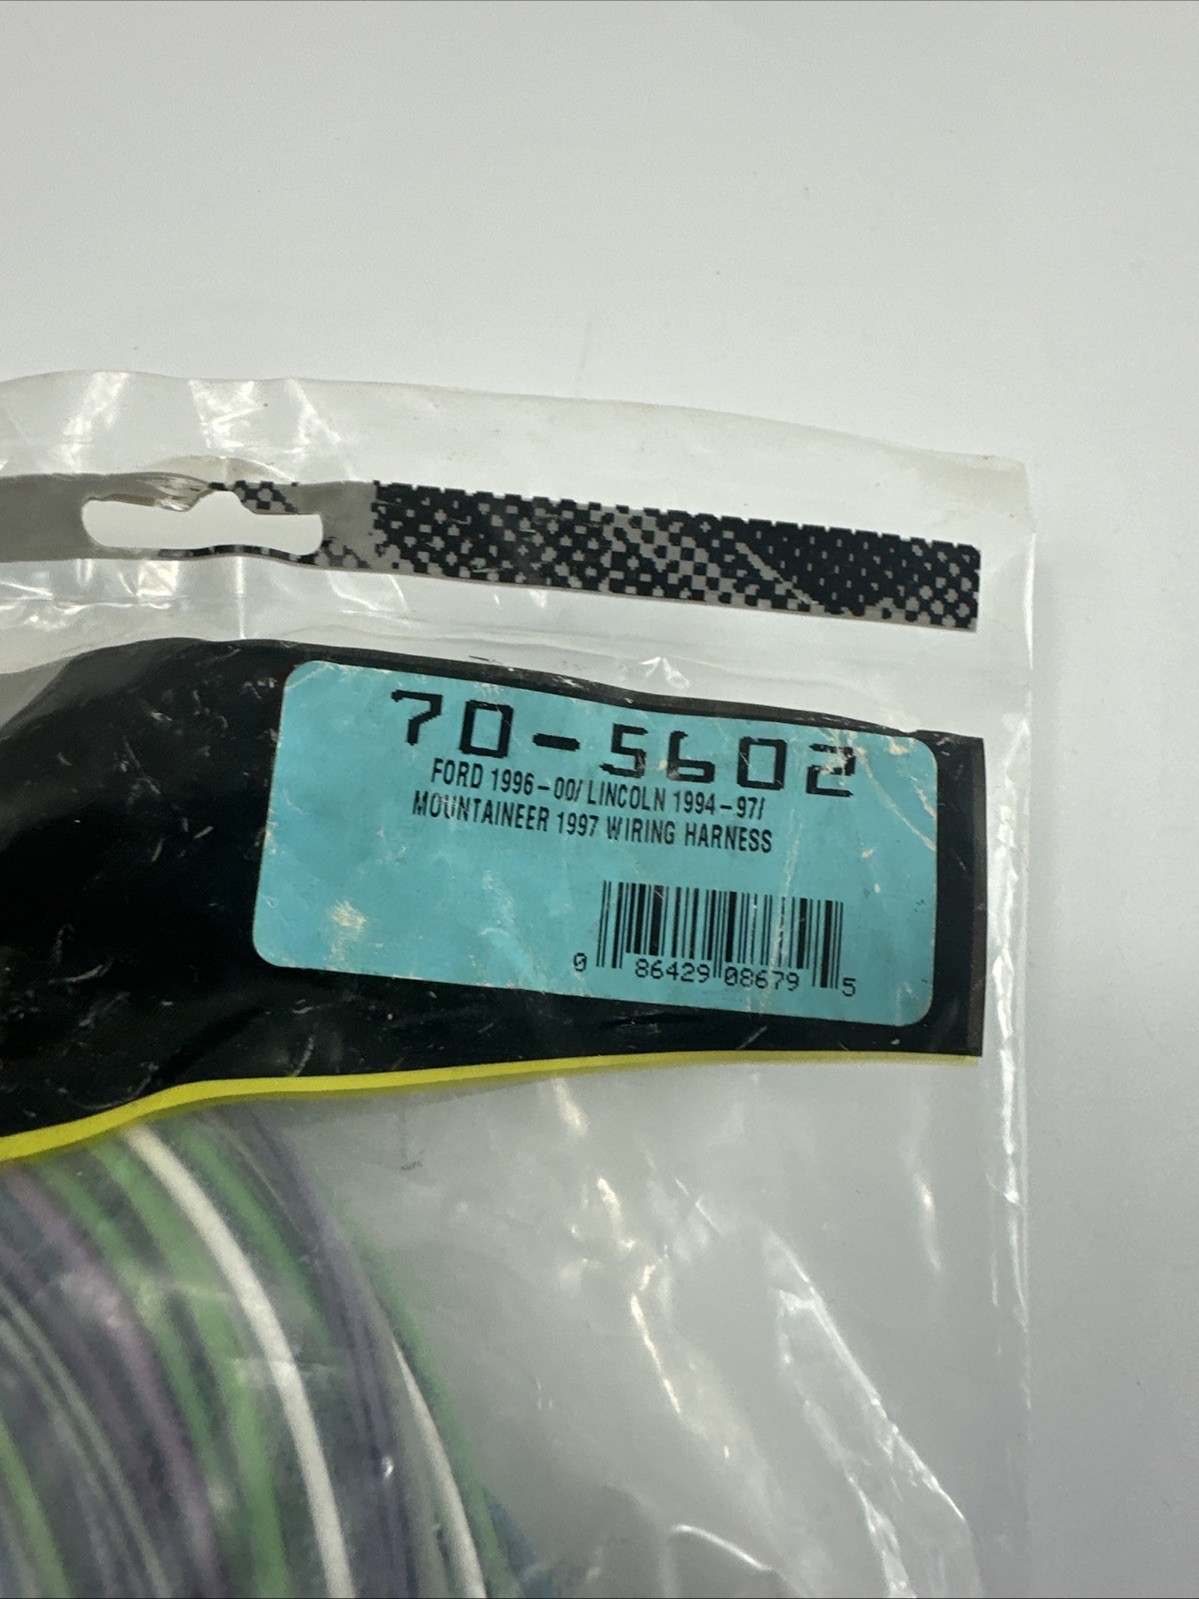 70-5602
FORD 1996-00/ LINCOLN 1994-97/
MOUNTAINEER 1997 WIRING HARNESS
0 86429 08679 5